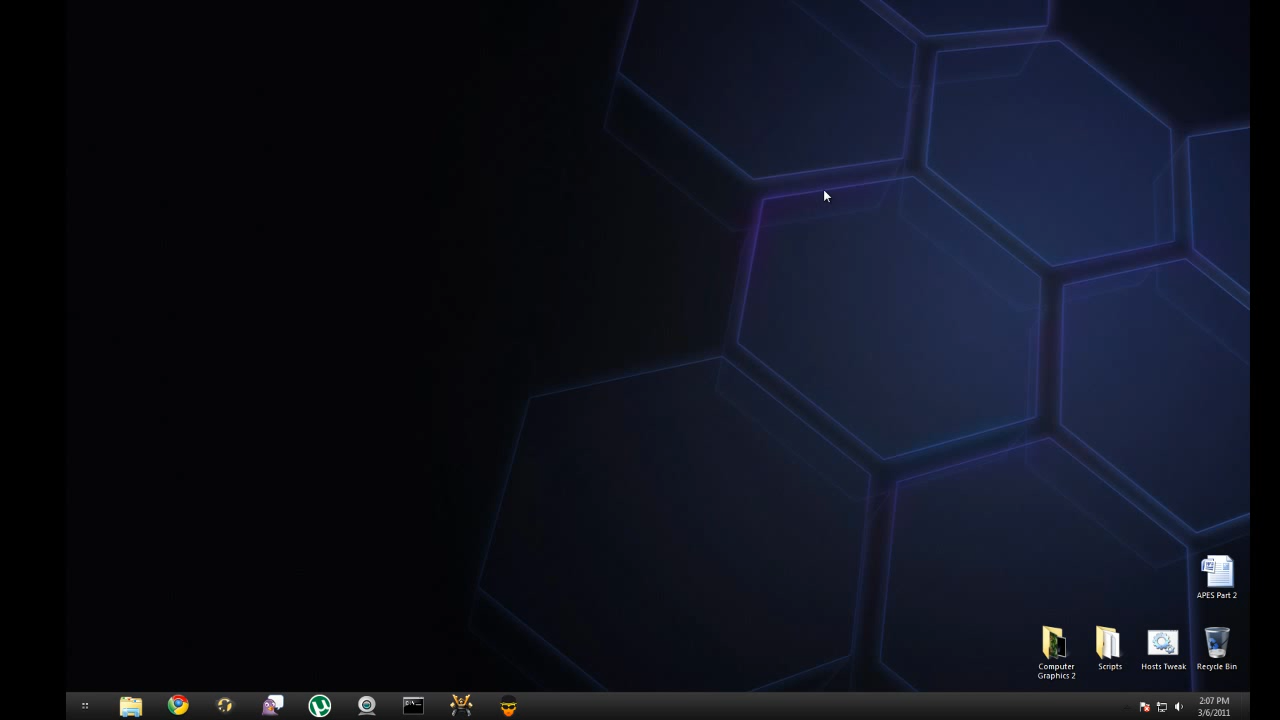 APES Part 2
Computer
Graphics 2
Scripts
Hosts Tweak
Recycle Bin
2:07 PM
3/6/2011